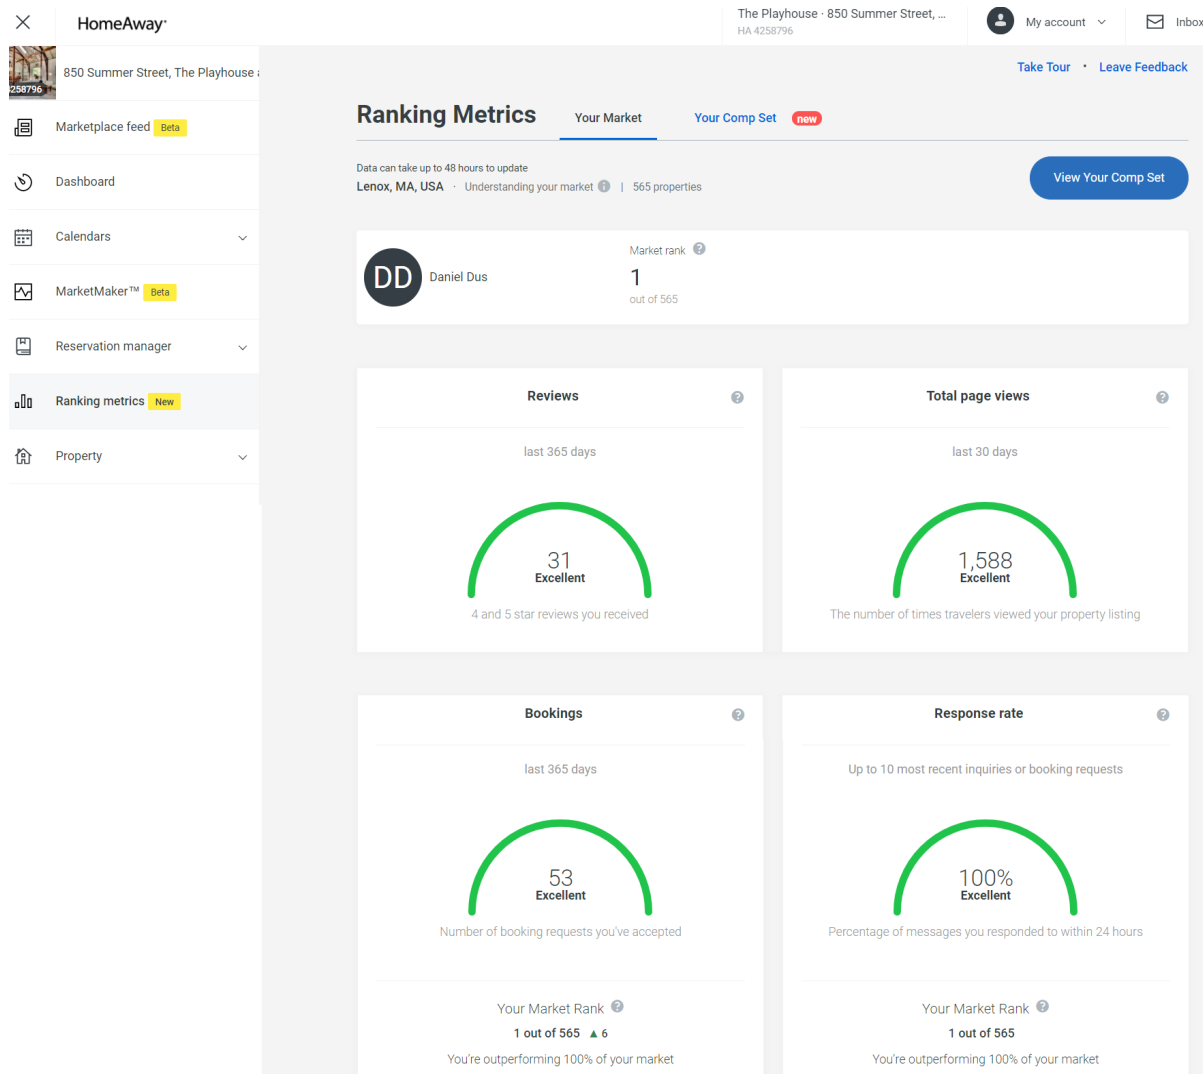 HomeAway
The Playhouse · 850 Summer Street, ...
HA 4258796
My account
Inbox
258796
850 Summer Street, The Playhouse
Marketplace feed Beta
Dashboard
Calendars
MarketMaker™ Beta
Reservation manager
Ranking metrics New
Property
Take Tour · Leave Feedback
Ranking Metrics
Your Market
Your Comp Set new
Data can take up to 48 hours to update
Lenox, MA, USA · Understanding your market i | 565 properties
View Your Comp Set
DD
Daniel Dus
Market rank ?
1
out of 565
Reviews ?
last 365 days
31
Excellent
4 and 5 star reviews you received
Total page views ?
last 30 days
1,588
Excellent
The number of times travelers viewed your property listing
Bookings ?
last 365 days
53
Excellent
Number of booking requests you've accepted
Your Market Rank ?
1 out of 565 ▲ 6
You're outperforming 100% of your market
Response rate ?
Up to 10 most recent inquiries or booking requests
100%
Excellent
Percentage of messages you responded to within 24 hours
Your Market Rank ?
1 out of 565
You're outperforming 100% of your market